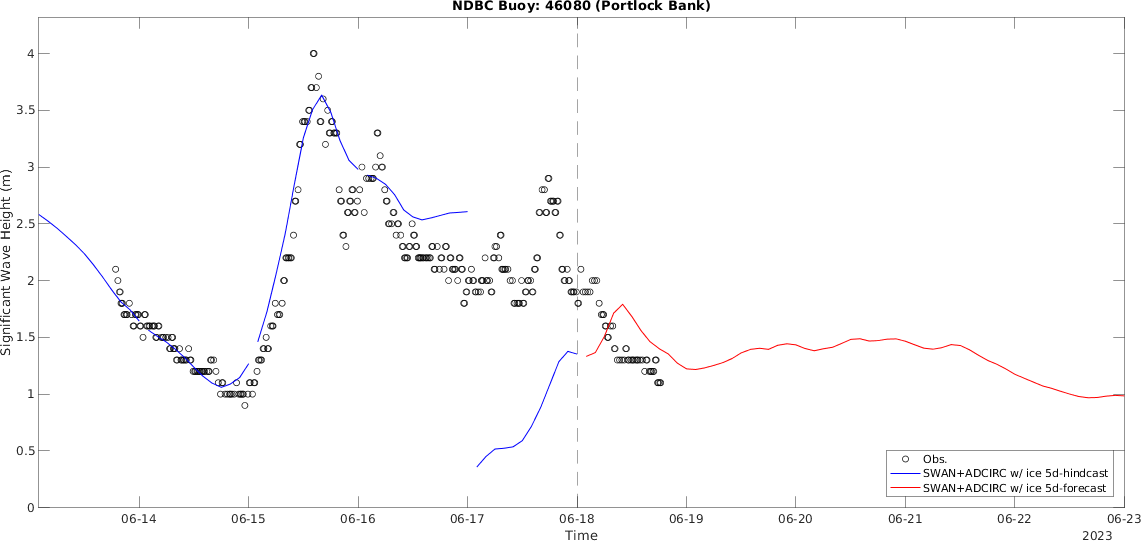 NDBC Buoy: 46080 (Portlock Bank)
Significant Wave Height (m)
4
3.5
3
2.5
2
1.5
1
0.5
0
Obs.
SWAN+ADCIRC w/ ice 5d-hindcast
SWAN+ADCIRC w/ ice 5d-forecast
06-14 06-15 06-16 06-17 06-18 06-19 06-20 06-21 06-22 06-23
Time
2023